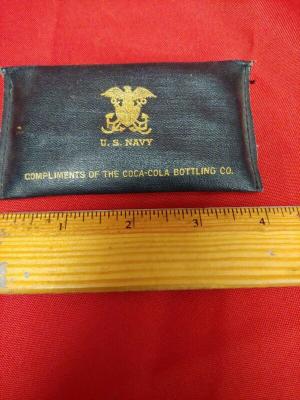 U. S. NAVY
COMPLIMENTS OF THE COCA-COLA BOTTLING CO.
1 2 3 4